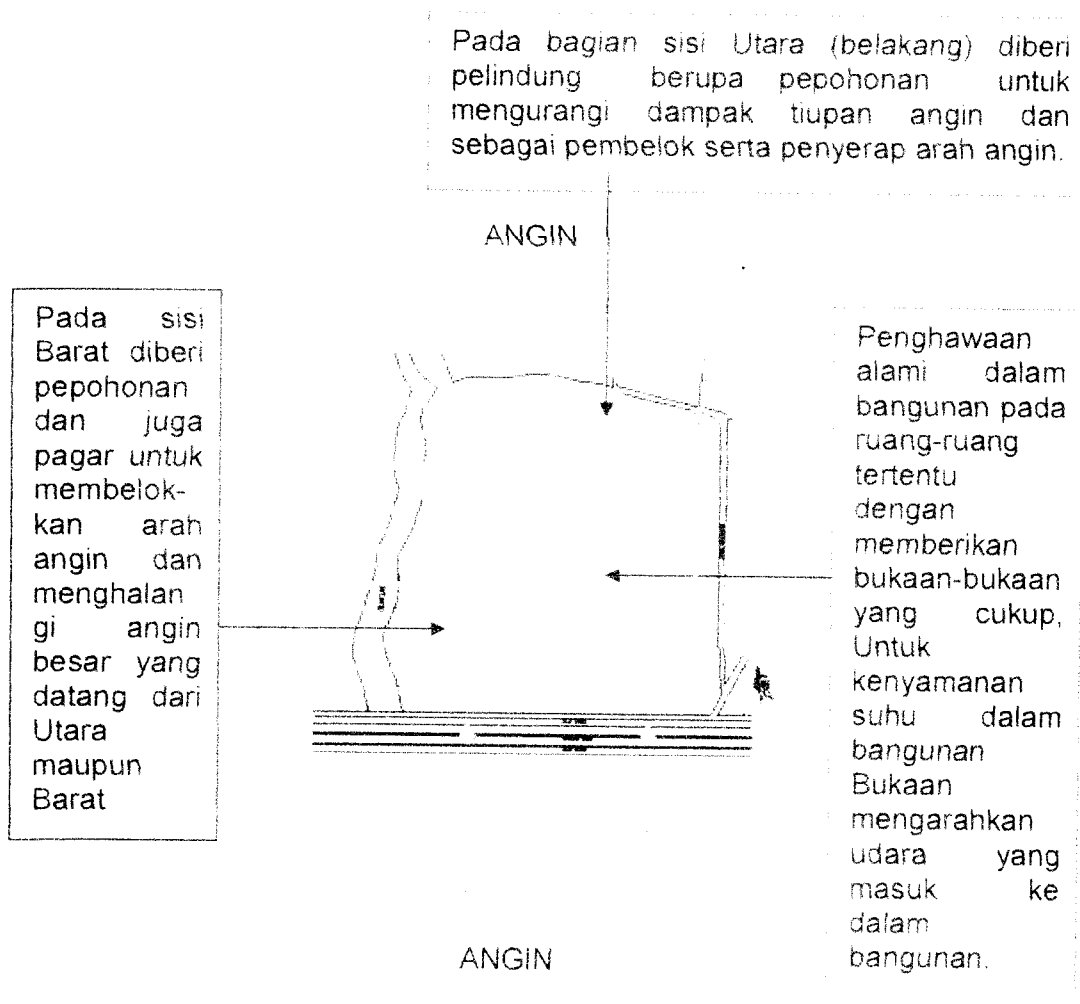 Pada bagian sisi Utara (belakang) diberi
pelindung berupa pepohonan untuk
mengurangi dampak tiupan angin dan
sebagai pembelok serta penyerap arah angin.
ANGIN
Pada sisi
Barat diberi
pepohonan
dan juga
pagar untuk
membelok-
kan arah
angin dan
menghalan
gi angin
besar yang
datang dari
Utara
maupun
Barat
Penghawaan
alami dalam
bangunan pada
ruang-ruang
tertentu
dengan
memberikan
bukaan-bukaan
yang cukup,
Untuk
kenyamanan
suhu dalam
bangunan
Bukaan
mengarahkan
udara yang
masuk ke
dalam
bangunan.
ANGIN